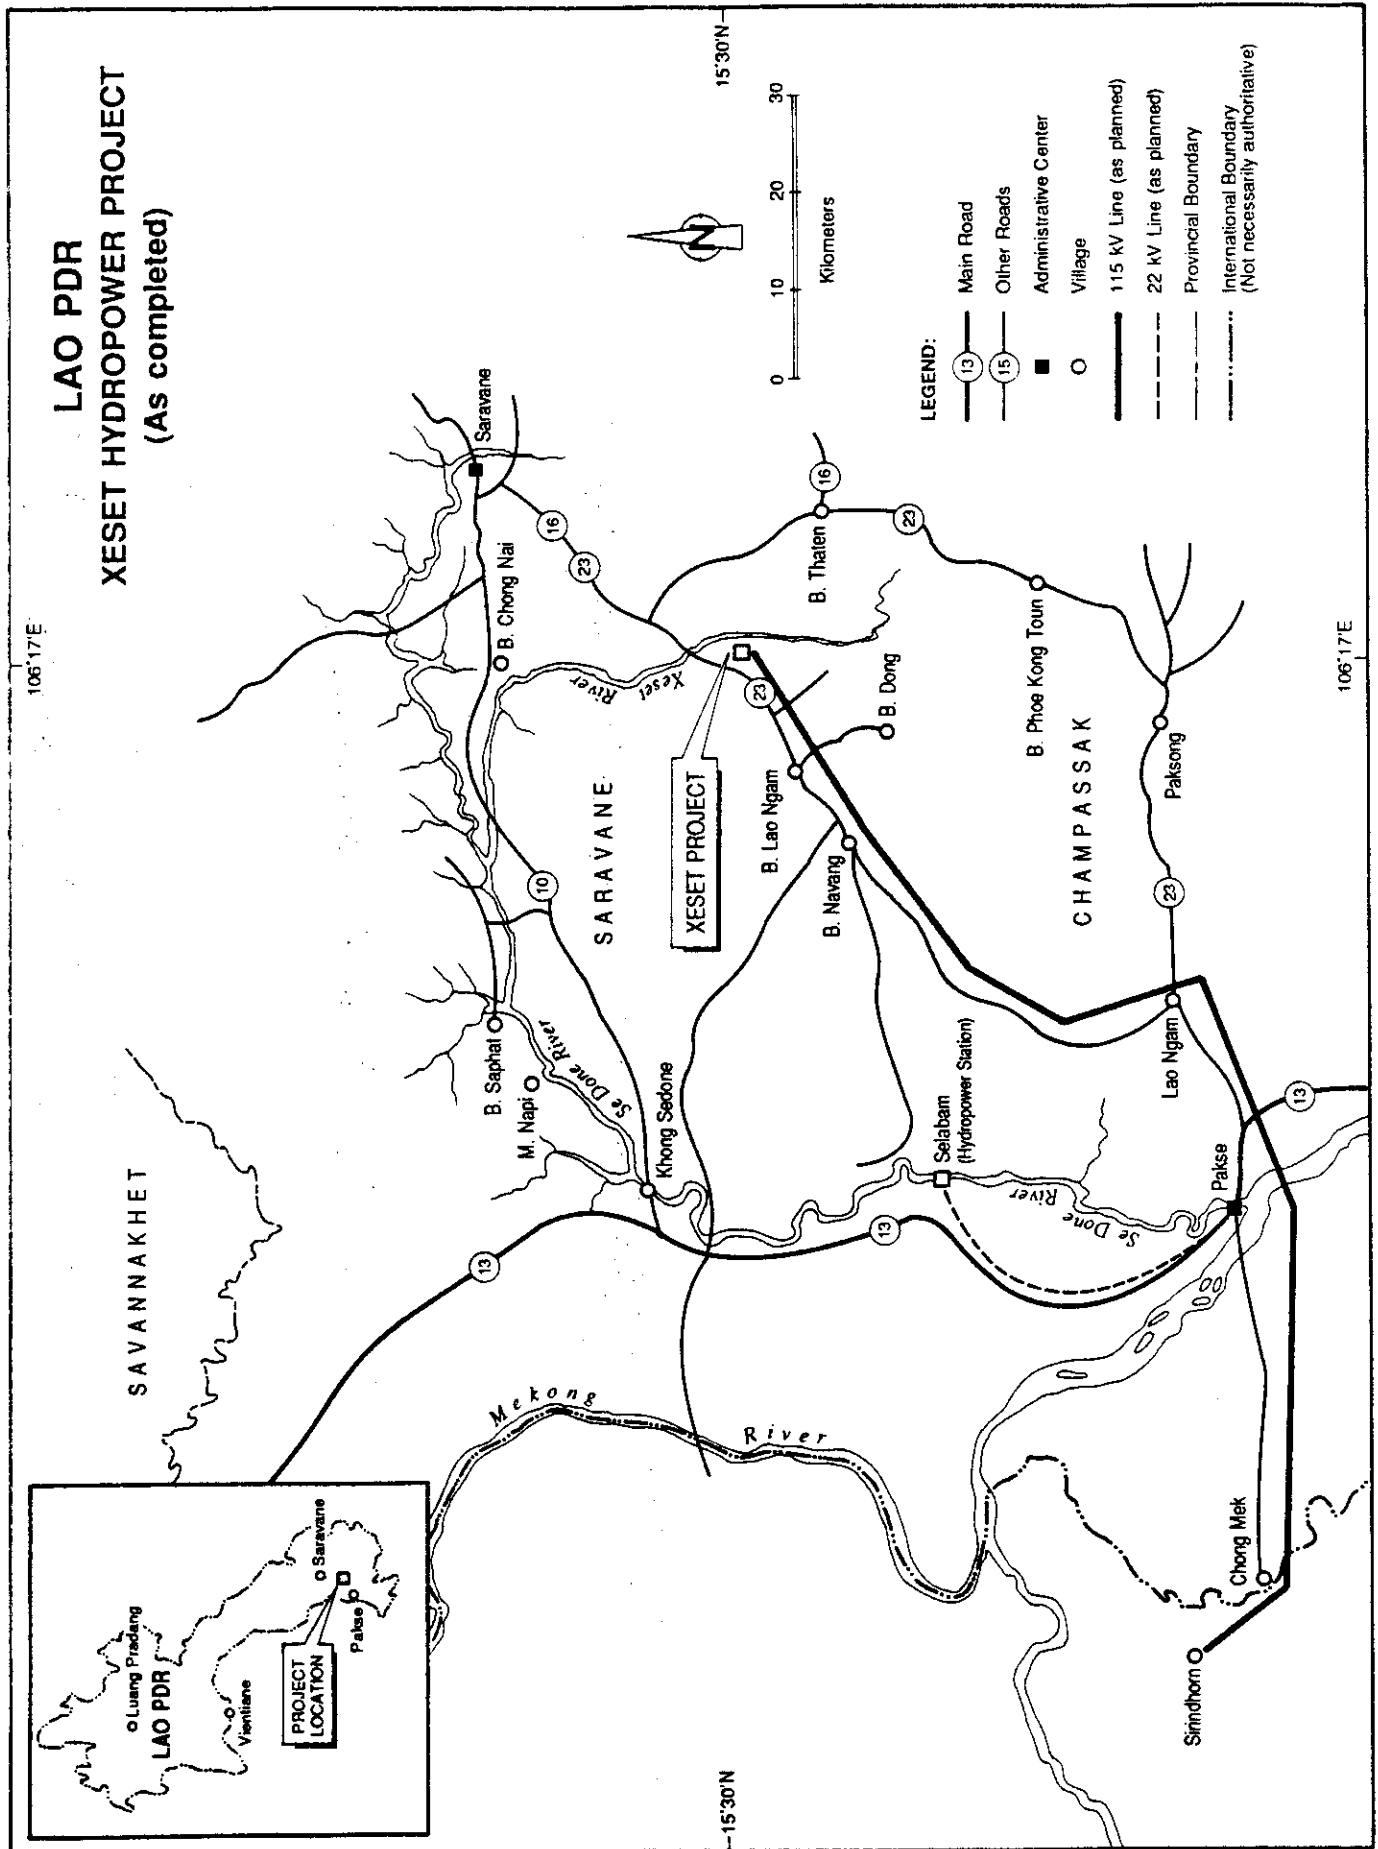 LAO PDR
XESET HYDROPOWER PROJECT
(As completed)
106°17'E
15°30'N
SAVANNAKHET
Saravane
16
23
B. Chong Nai
10
B. Saphat
M. Napi
Se Done River
Khong Sedone
13
SARAVANE
Xeset
River
XESET PROJECT
23
B. Thaten
16
23
B. Dong
B. Lao Ngam
B. Navang
B. Phoe Kong Toun
CHAMPASSAK
Paksong
23
Lao Ngam
Selabam
(Hydropower Station)
Se Done
River
13
Pakse
13
Mekong
River
Chong Mek
Sirindhorn
15°30'N
106°17'E
N
0 10 20 30
Kilometers
LEGEND:
13 Main Road
15 Other Roads
Administrative Center
Village
115 kV Line (as planned)
22 kV Line (as planned)
Provincial Boundary
International Boundary
(Not necessarily authoritative)
Luang Pradang
LAO PDR
Vientiane
PROJECT
LOCATION
Saravane
Pakse